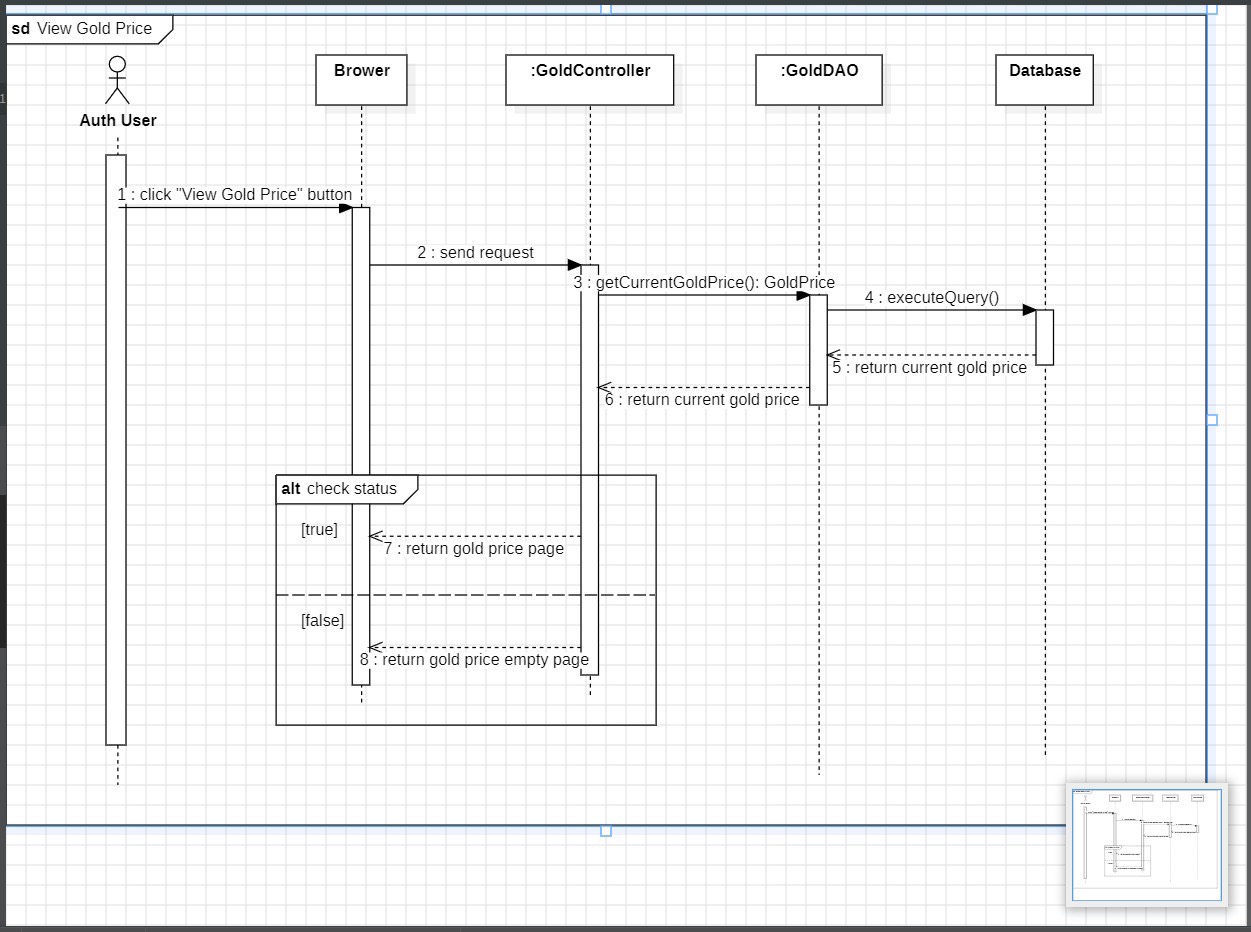 sd View Gold Price
Brower
:GoldController
:GoldDAO
Database
Auth User
1 : click "View Gold Price" button
2 : send request
3 : getCurrentGoldPrice(): GoldPrice
4 : executeQuery()
5 : return current gold price
6 : return current gold price
alt check status
[true]
7 : return gold price page
[false]
8 : return gold price empty page